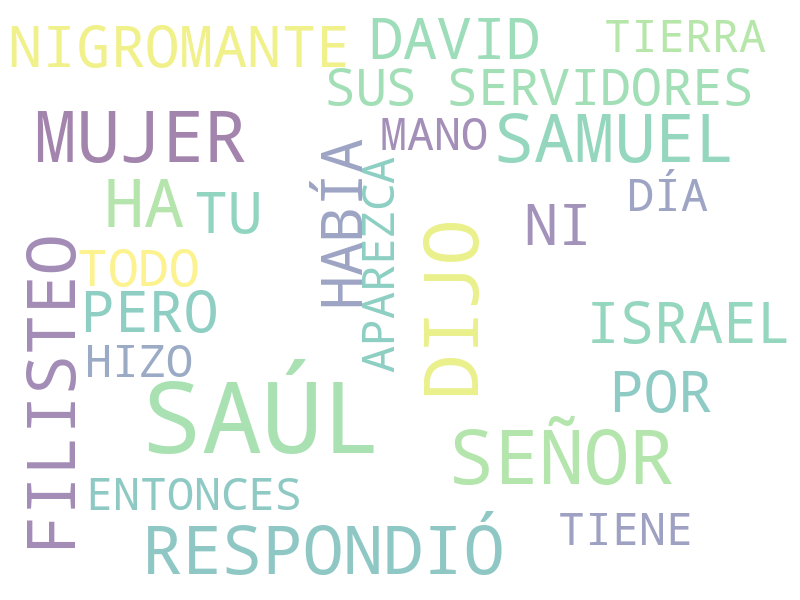 NIGROMANTE
DAVID
TIERRA
SUS SERVIDORES
MUJER
MANO
SAMUEL
HABÍA
APAREZCA
HA
TU
DÍA
NI
DIJO
FILISTEO
TODO
PERO
ISRAEL
HIZO
SAÚL
POR
SEÑOR
ENTONCES
RESPONDIÓ
TIENE